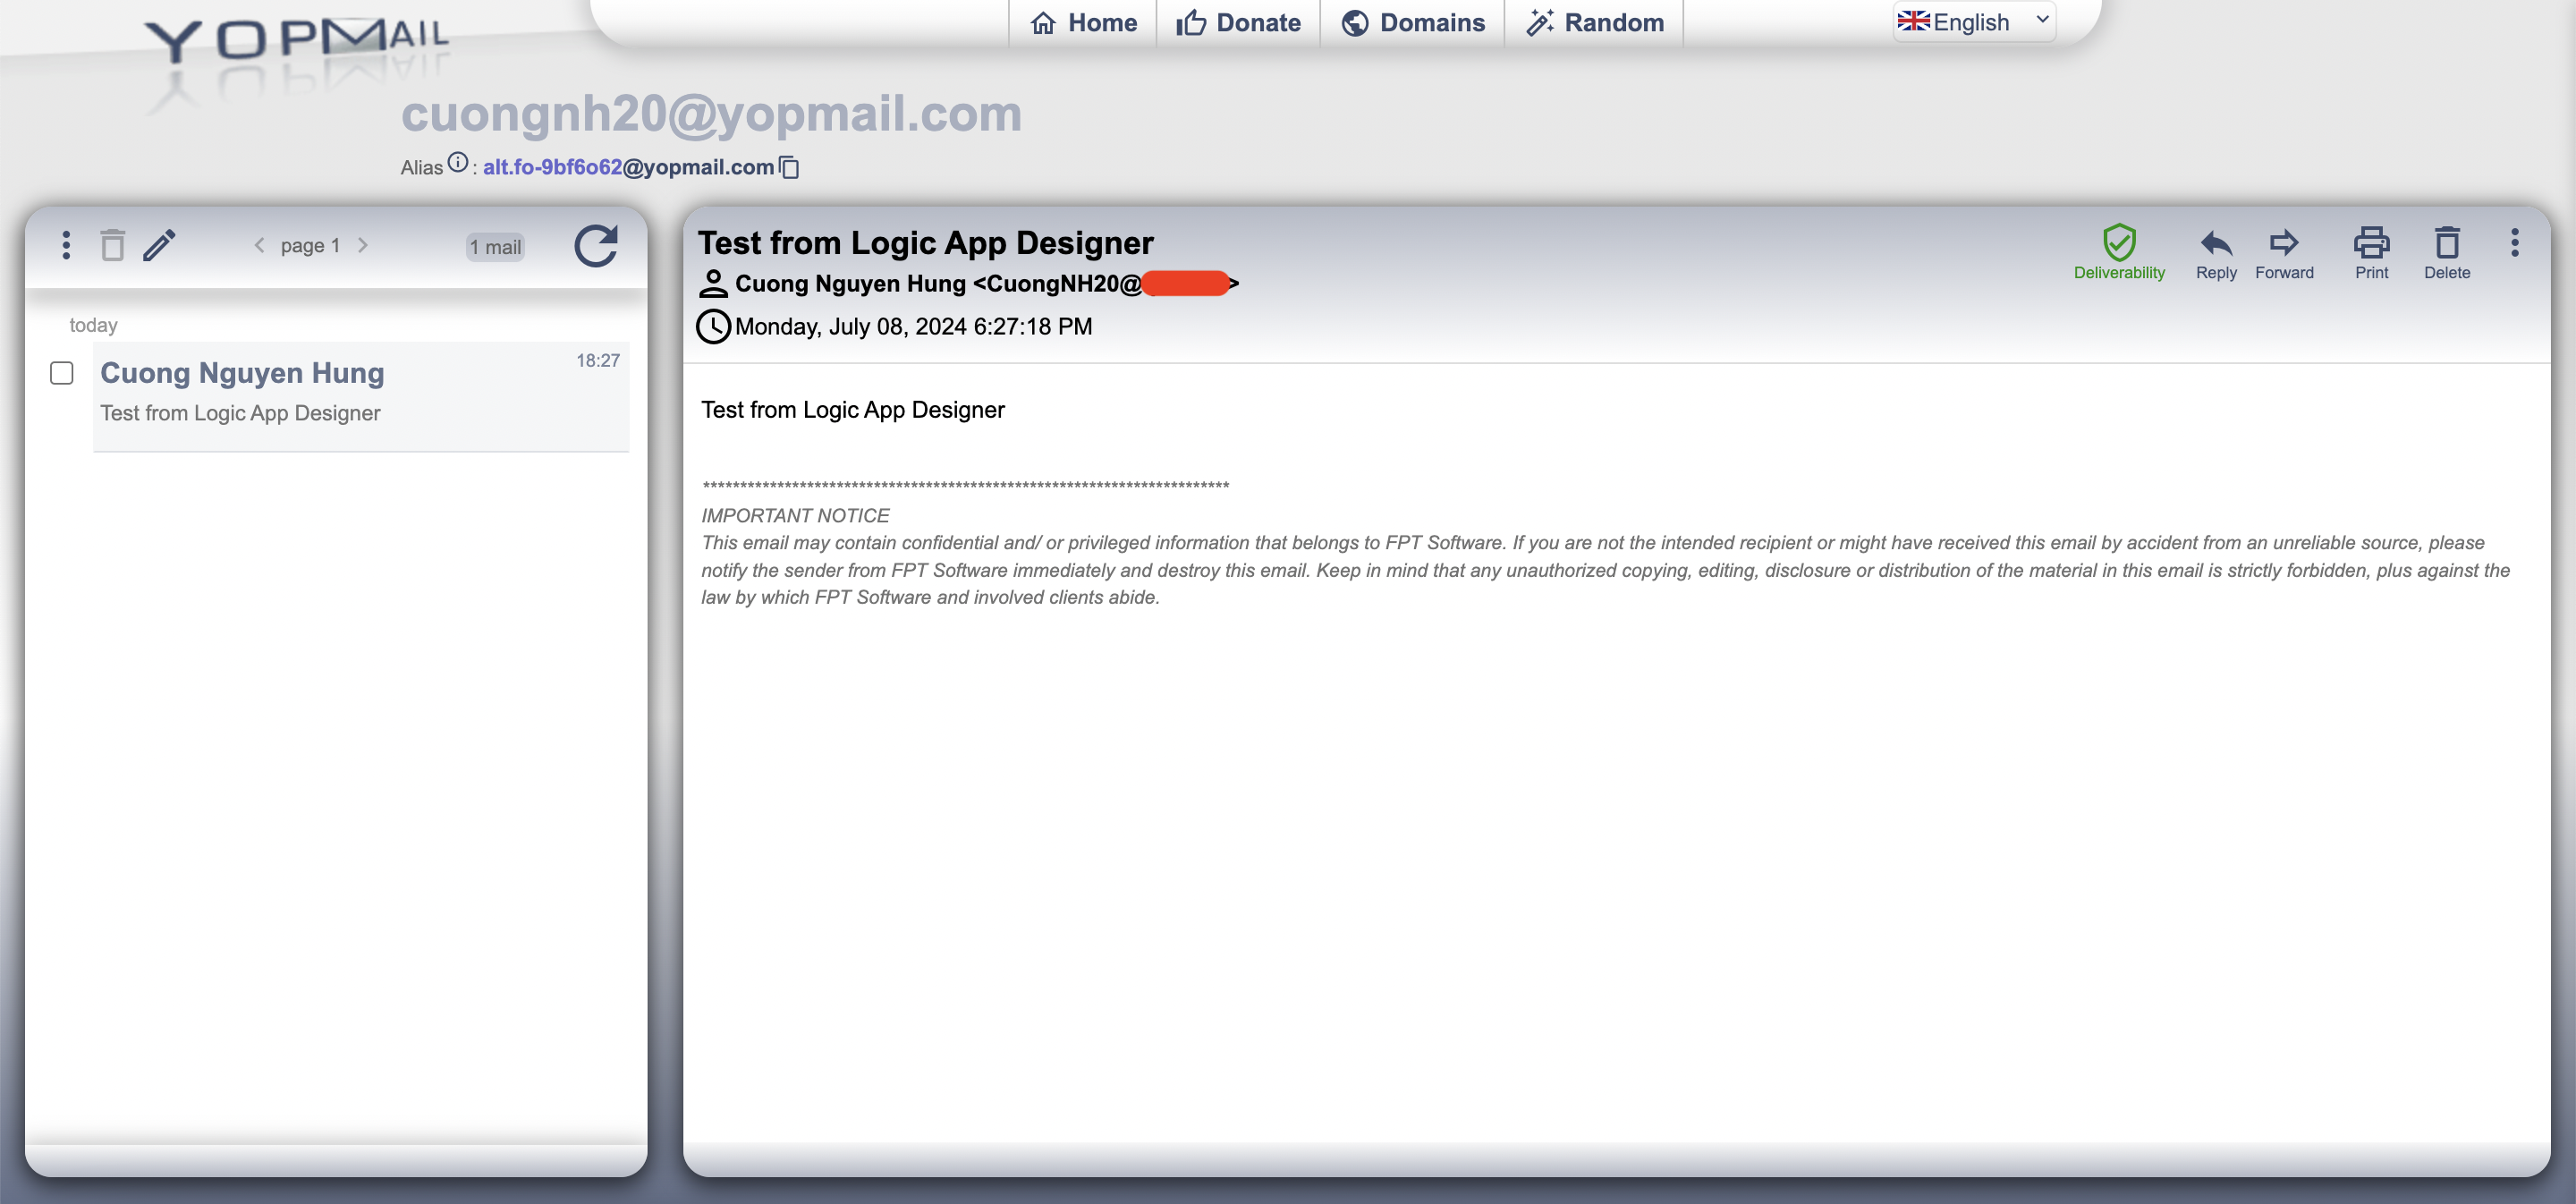 YOPMAIL
Home
Donate
Domains
Random
English
cuongnh20@yopmail.com
Alias : alt.fo-9bf6o62@yopmail.com
page 1
1 mail
today
Cuong Nguyen Hung
18:27
Test from Logic App Designer
Test from Logic App Designer
Deliverability
Reply
Forward
Print
Delete
Cuong Nguyen Hung <CuongNH20@ >
Monday, July 08, 2024 6:27:18 PM
Test from Logic App Designer
************************************************************************
IMPORTANT NOTICE
This email may contain confidential and/ or privileged information that belongs to FPT Software. If you are not the intended recipient or might have received this email by accident from an unreliable source, please
notify the sender from FPT Software immediately and destroy this email. Keep in mind that any unauthorized copying, editing, disclosure or distribution of the material in this email is strictly forbidden, plus against the
law by which FPT Software and involved clients abide.